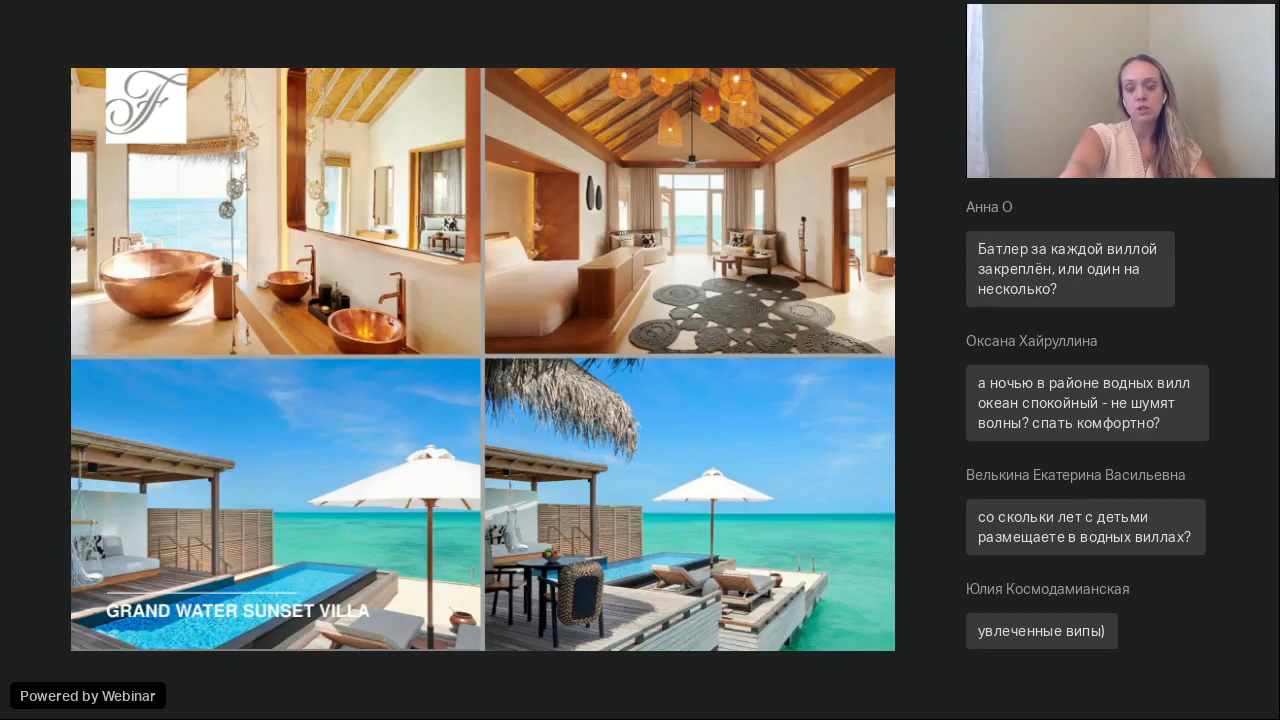 GRAND WATER SUNSET VILLA
Анна О
Батлер за каждой виллой
закреплён, или один на
несколько?
Оксана Хайруллина
а ночью в районе водных вилл
океан спокойный - не шумят
волны? спать комфортно?
Велькина Екатерина Васильевна
со скольки лет с детьми
размещаете в водных виллах?
Юлия Космодамианская
увлеченные випы)
Powered by Webinar